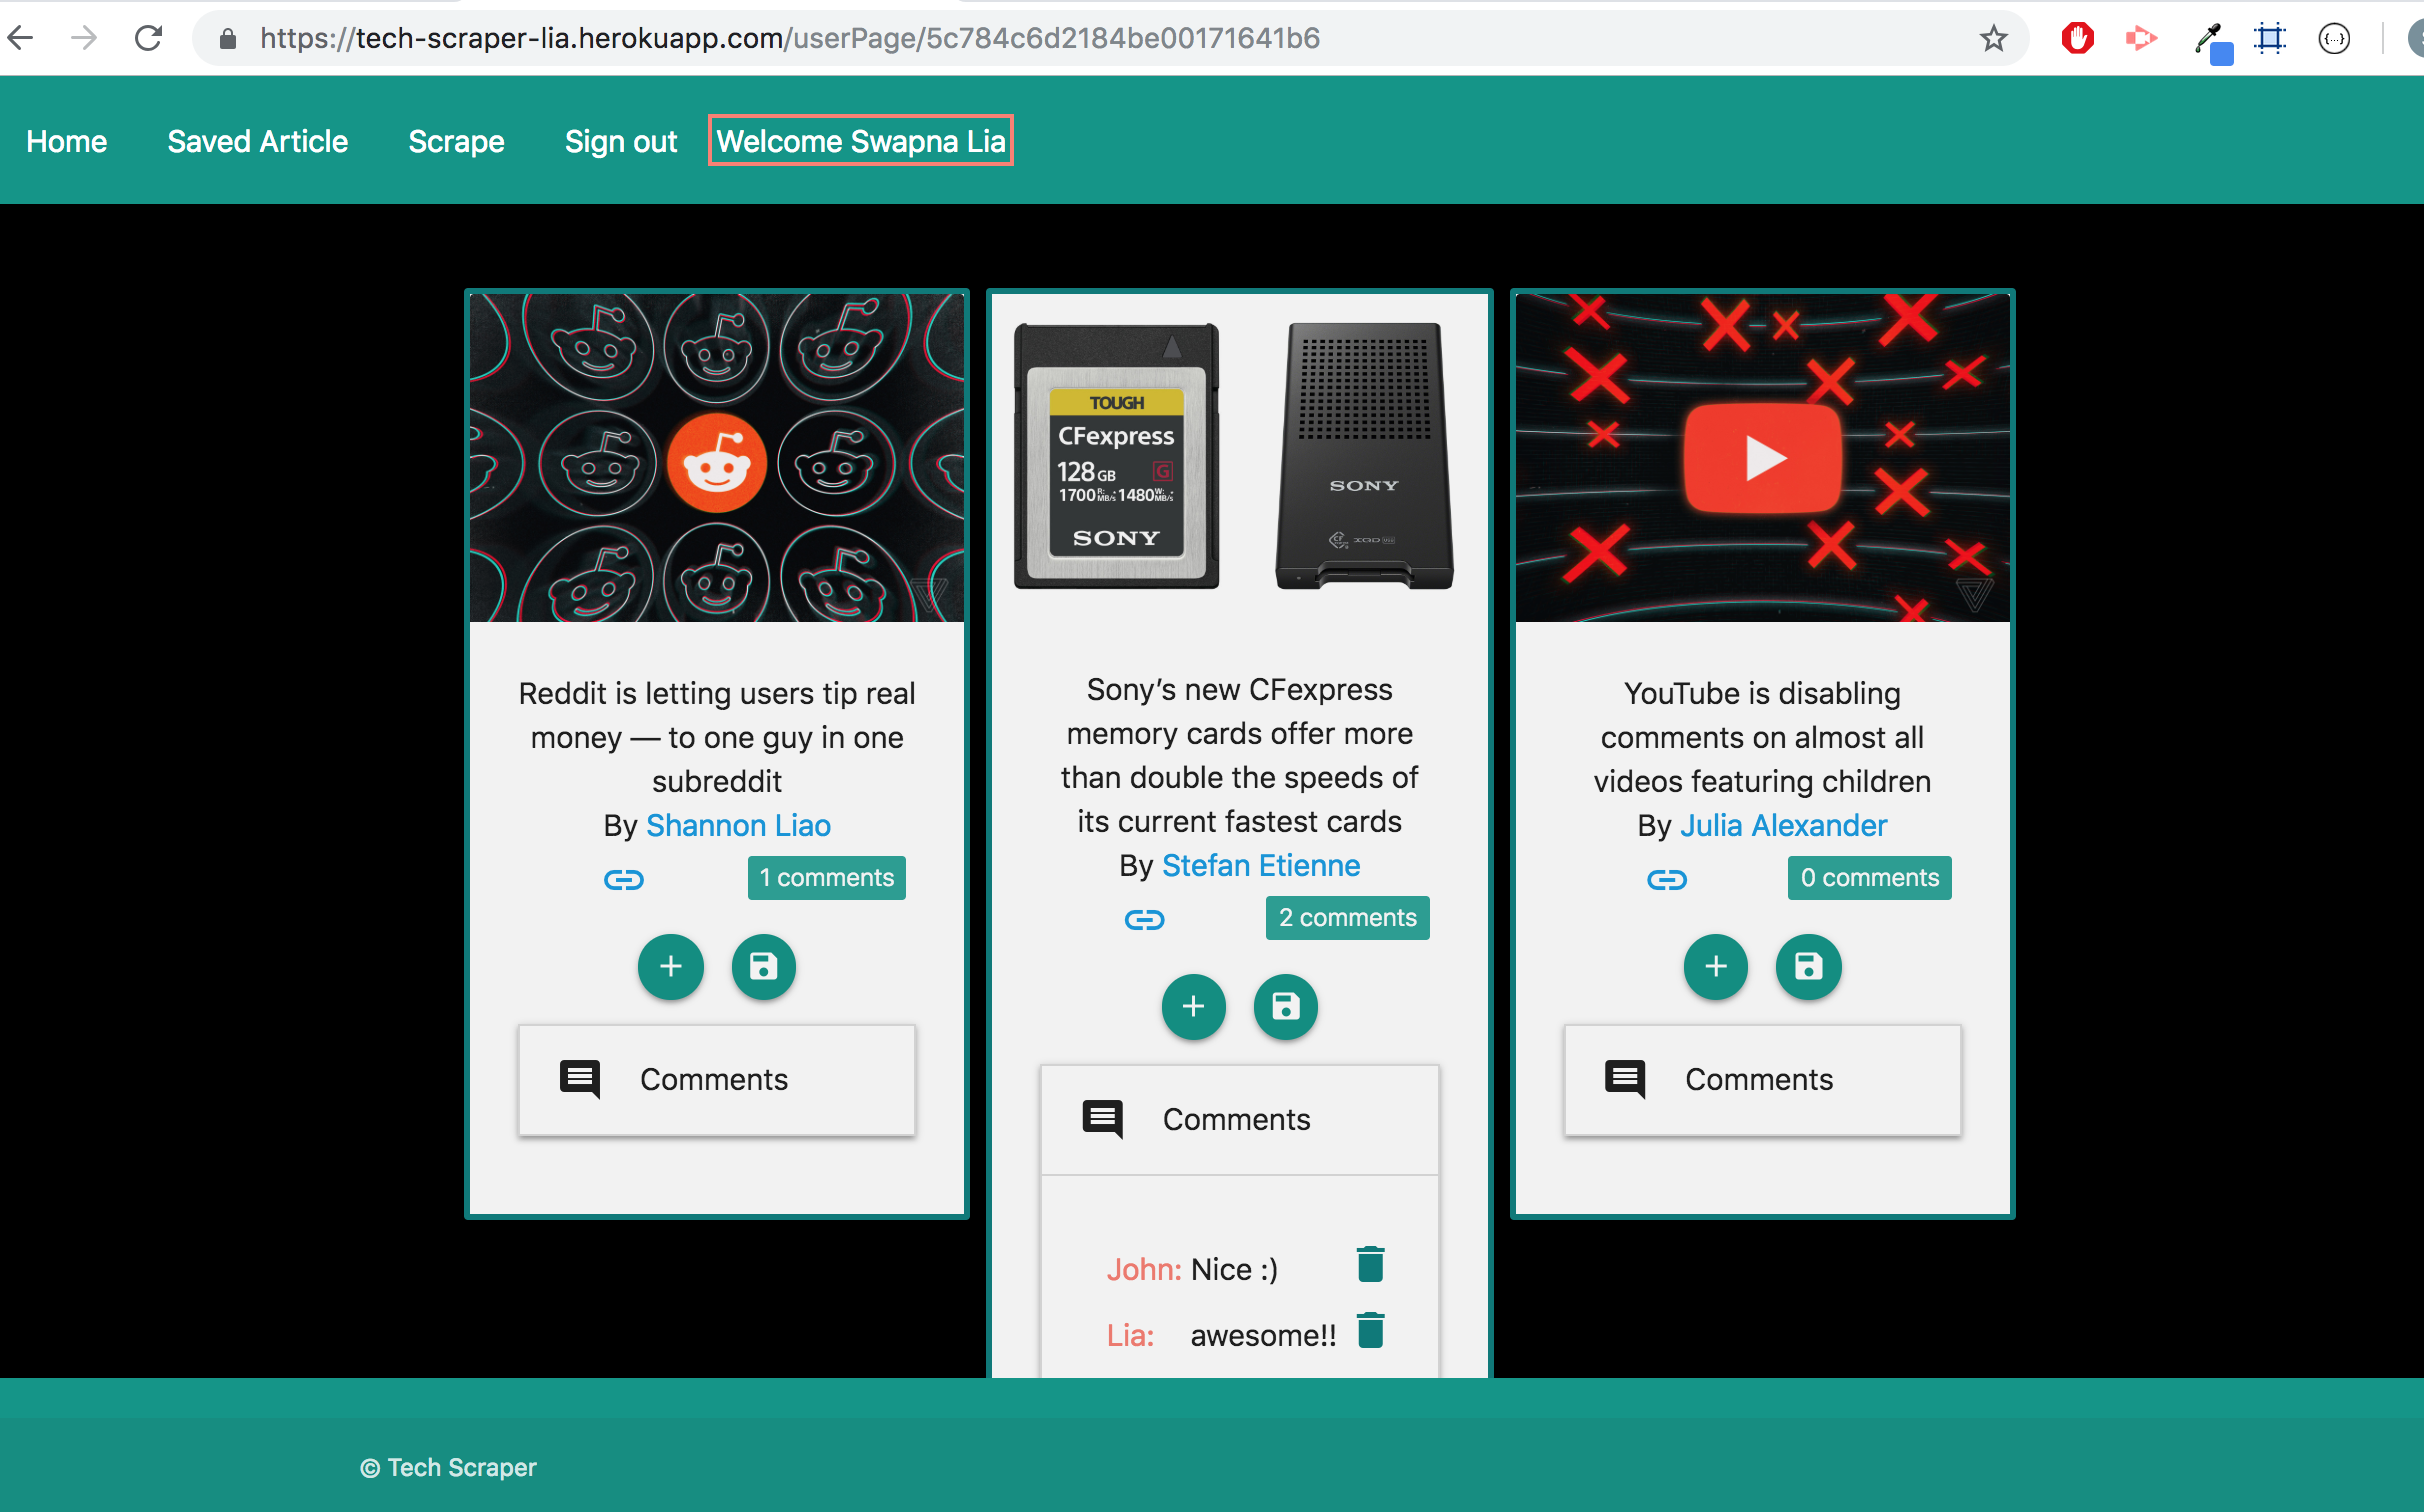 https://tech-scraper-lia.herokuapp.com/userPage/5c784c6d2184be00171641b6
Home Saved Article Scrape Sign out Welcome Swapna Lia
TOUGH
CFexpress
128 GB G
1700 R: MB/s 1480 W: MB/s
SONY
SONY
Reddit is letting users tip real
money — to one guy in one
subreddit
By Shannon Liao
1 comments
Comments
Sony’s new CFexpress
memory cards offer more
than double the speeds of
its current fastest cards
By Stefan Etienne
2 comments
Comments
John: Nice :)
Lia: awesome!!
YouTube is disabling
comments on almost all
videos featuring children
By Julia Alexander
0 comments
Comments
© Tech Scraper